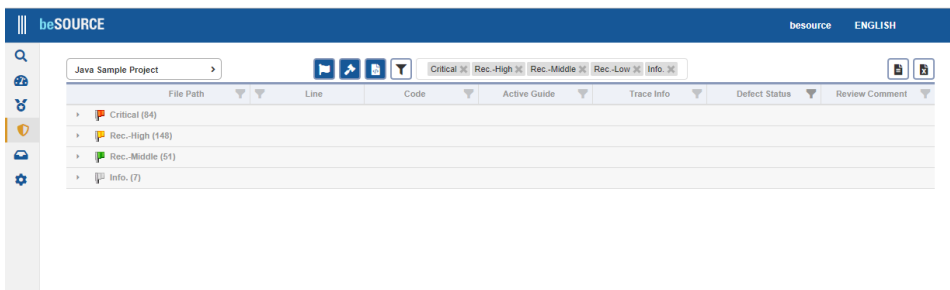 beSOURCE
besource ENGLISH
Java Sample Project
Critical Rec.-High Rec.-Middle Rec.-Low Info.
File Path Line Code Active Guide Trace Info Defect Status Review Comment
Critical (84)
Rec.-High (148)
Rec.-Middle (51)
Info. (7)